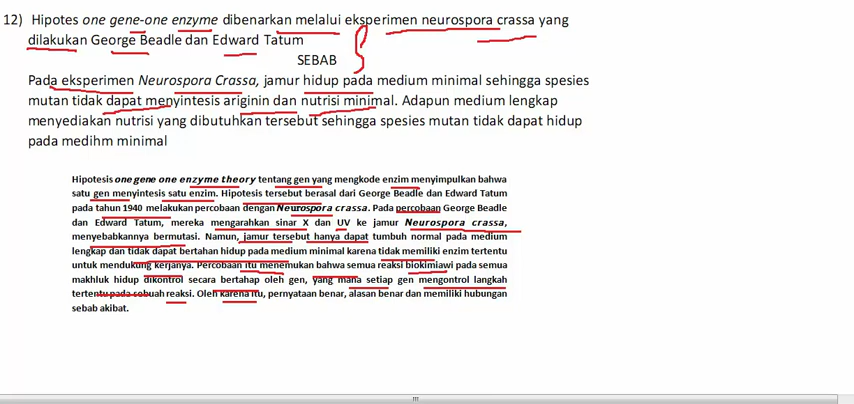 12) Hipotes one gene-one enzyme dibenarkan melalui eksperimen neurospora crassa yang
dilakukan George Beadle dan Edward Tatum
SEBAB
Pada eksperimen Neurospora Crassa, jamur hidup pada medium minimal sehingga spesies
mutan tidak dapat menyintesis ariginin dan nutrisi minimal. Adapun medium lengkap
menyediakan nutrisi yang dibutuhkan tersebut sehingga spesies mutan tidak dapat hidup
pada medihm minimal
Hipotesis one gene one enzyme theory tentang gen yang mengkode enzim menyimpulkan bahwa
satu gen menyintesis satu enzim. Hipotesis tersebut berasal dari George Beadle dan Edward Tatum
pada tahun 1940 melakukan percobaan dengan Neurospora crassa. Pada percobaan George Beadle
dan Edward Tatum, mereka mengarahkan sinar X dan UV ke jamur Neurospora crassa,
menyebabkannya bermutasi. Namun, jamur tersebut hanya dapat tumbuh normal pada medium
lengkap dan tidak dapat bertahan hidup pada medium minimal karena tidak memiliki enzim tertentu
untuk mendukung kerjanya. Percobaan itu menemukan bahwa semua reaksi biokimiawi pada semua
makhluk hidup dikontrol secara bertahap oleh gen, yang mana setiap gen mengontrol langkah
tertentu pada sebuah reaksi. Oleh karena itu, pernyataan benar, alasan benar dan memiliki hubungan
sebab akibat.